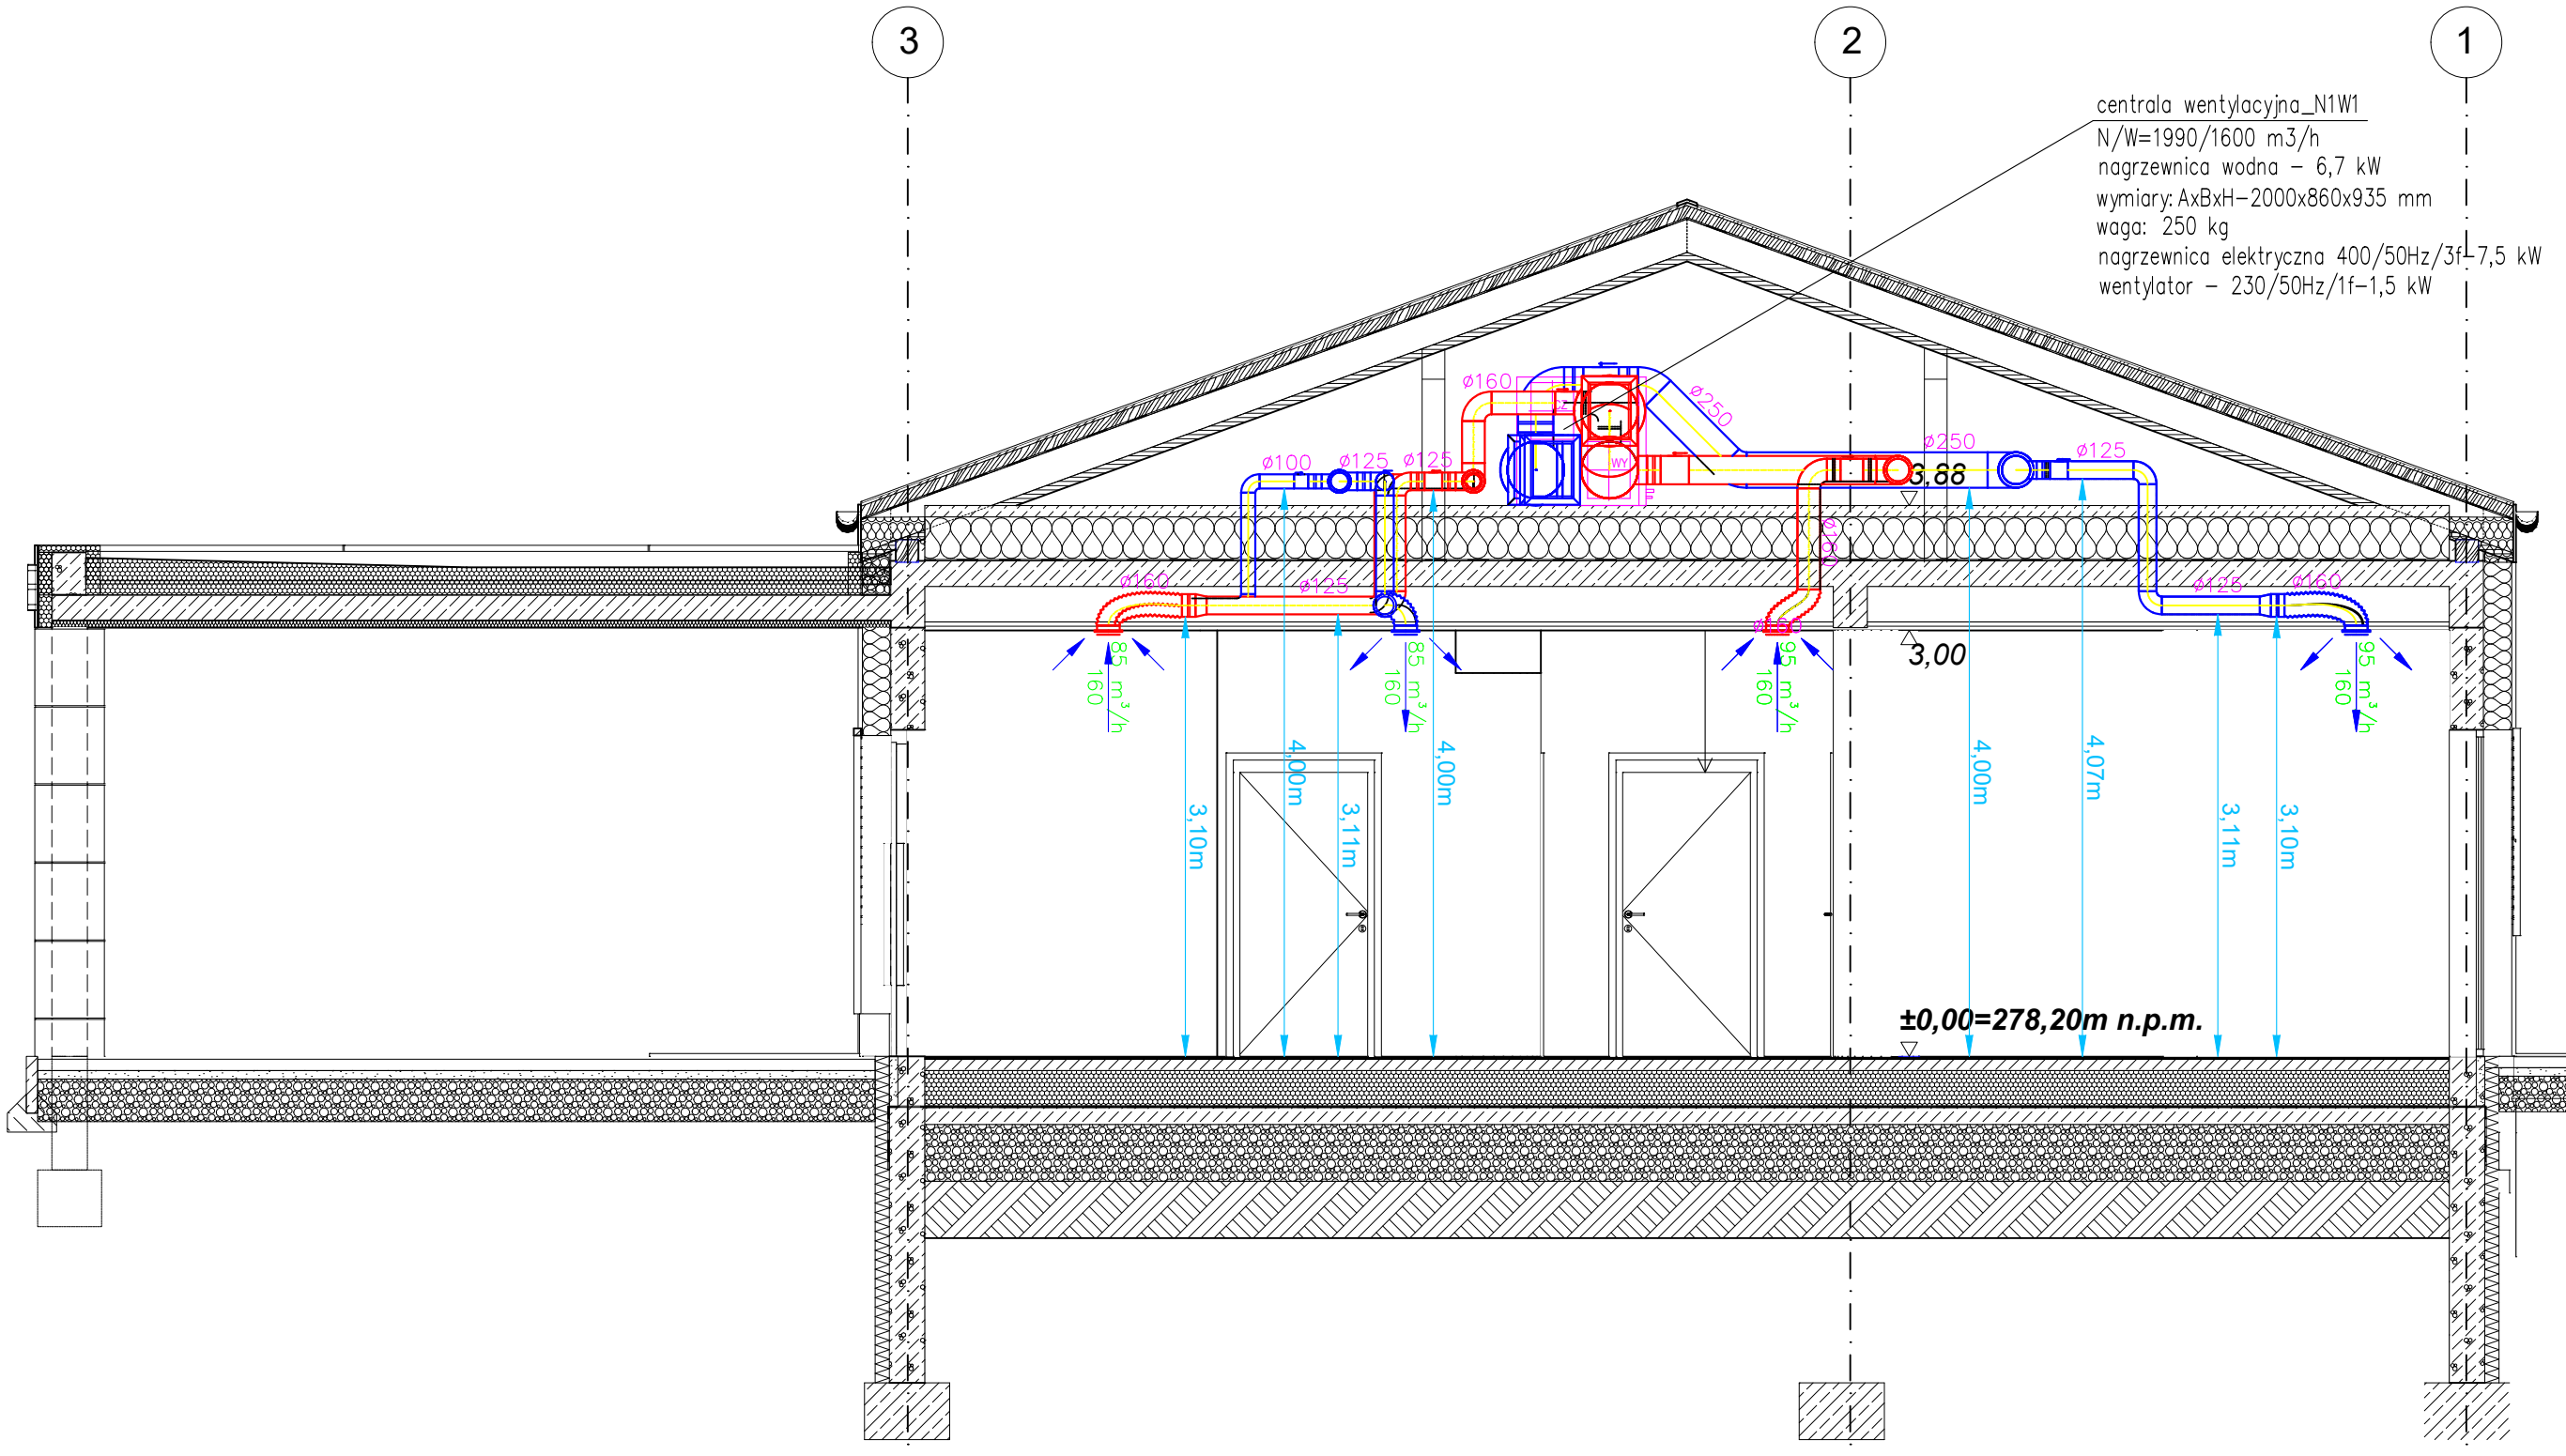 3
2
1
centrala wentylacyjna_N1W1
N/W=1990/1600 m3/h
nagrzewnica wodna – 6,7 kW
wymiary: AxBxH–2000x860x935 mm
waga: 250 kg
nagrzewnica elektryczna 400/50Hz/3f–7,5 kW
wentylator – 230/50Hz/1f–1,5 kW
ø160
ø250
ø250
ø125
ø100
ø125
ø125
WY
3,88
ø160
ø160
ø125
ø125
ø160
ø160
3,00
85 m³/h
160
85 m³/h
160
95 m³/h
160
95 m³/h
160
3,10m
4,00m
3,11m
4,00m
4,00m
4,07m
3,11m
3,10m
±0,00=278,20m n.p.m.